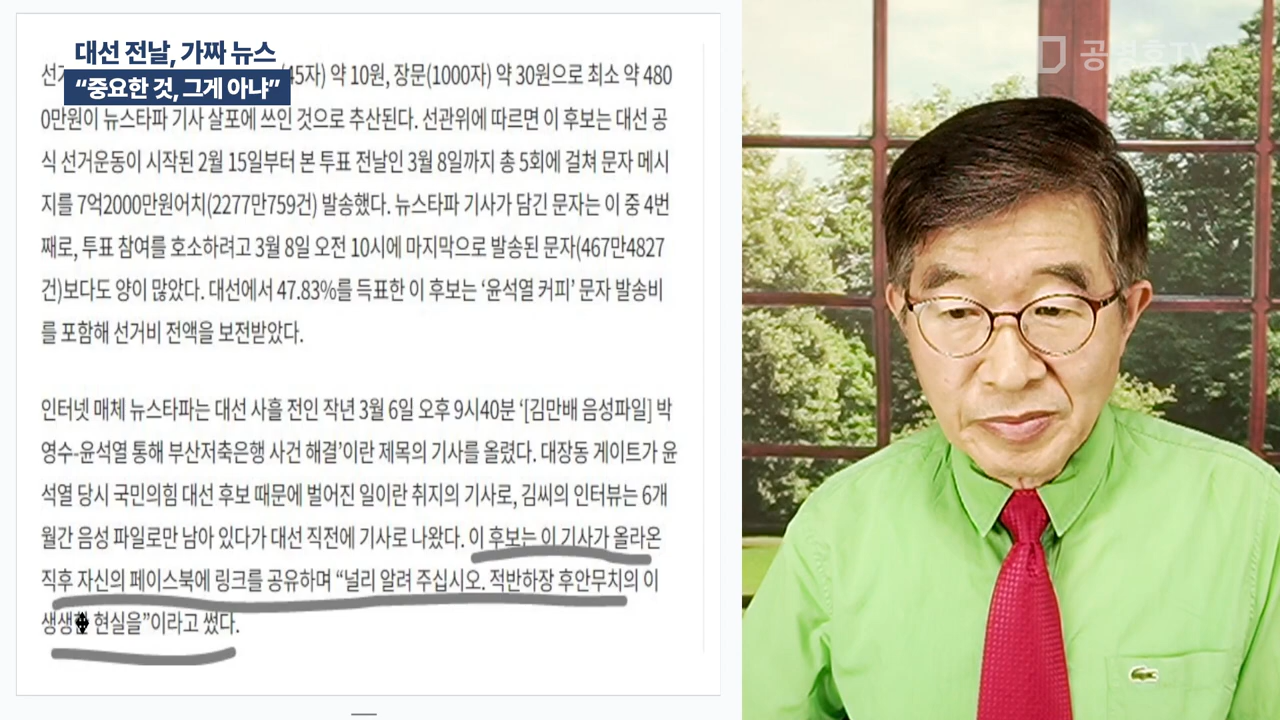 대선 전날, 가짜 뉴스
“중요한 것, 그게 아냐”
선거 45자) 약 10원, 장문(1000자) 약 30원으로 최소 약 480
0만원이 뉴스타파 기사 살포에 쓰인 것으로 추산된다. 선관위에 따르면 이 후보는 대선 공
식 선거운동이 시작된 2월 15일부터 본 투표 전날인 3월 8일까지 총 5회에 걸쳐 문자 메시
지를 7억2000만원어치(2277만759건) 발송했다. 뉴스타파 기사가 담긴 문자는 이 중 4번
째로, 투표 참여를 호소하려고 3월 8일 오전 10시에 마지막으로 발송된 문자(467만4827
건)보다도 양이 많았다. 대선에서 47.83%를 득표한 이 후보는 ‘윤석열 커피’ 문자 발송비
를 포함해 선거비 전액을 보전받았다.
인터넷 매체 뉴스타파는 대선 사흘 전인 작년 3월 6일 오후 9시40분 ‘[김만배 음성파일] 박
영수-윤석열 통해 부산저축은행 사건 해결’이란 제목의 기사를 올렸다. 대장동 게이트가 윤
석열 당시 국민의힘 대선 후보 때문에 벌어진 일이란 취지의 기사로, 김씨의 인터뷰는 6개
월간 음성 파일로만 남아 있다가 대선 직전에 기사로 나왔다. 이 후보는 이 기사가 올라온
직후 자신의 페이스북에 링크를 공유하며 “널리 알려 주십시오. 적반하장 후안무치의 이
생생한 현실을”이라고 썼다.
공병호TV